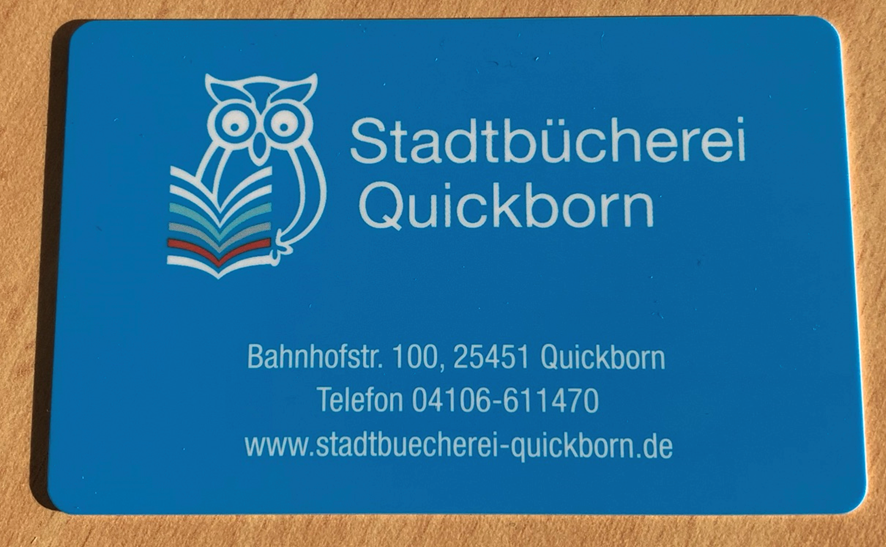 Stadtbücherei
Quickborn
Bahnhofstr. 100, 25451 Quickborn
Telefon 04106-611470
www.stadtbuecherei-quickborn.de